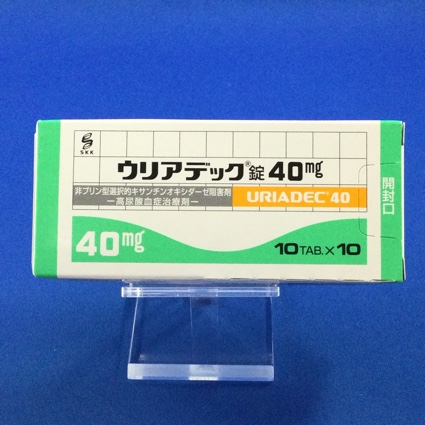 SKK
ウリアデック®錠 40mg
非プリン型選択的キサンチンオキシダーゼ阻害剤
―高尿酸血症治療剤―
URIADEC® 40
40mg
10TAB.×10
開封口